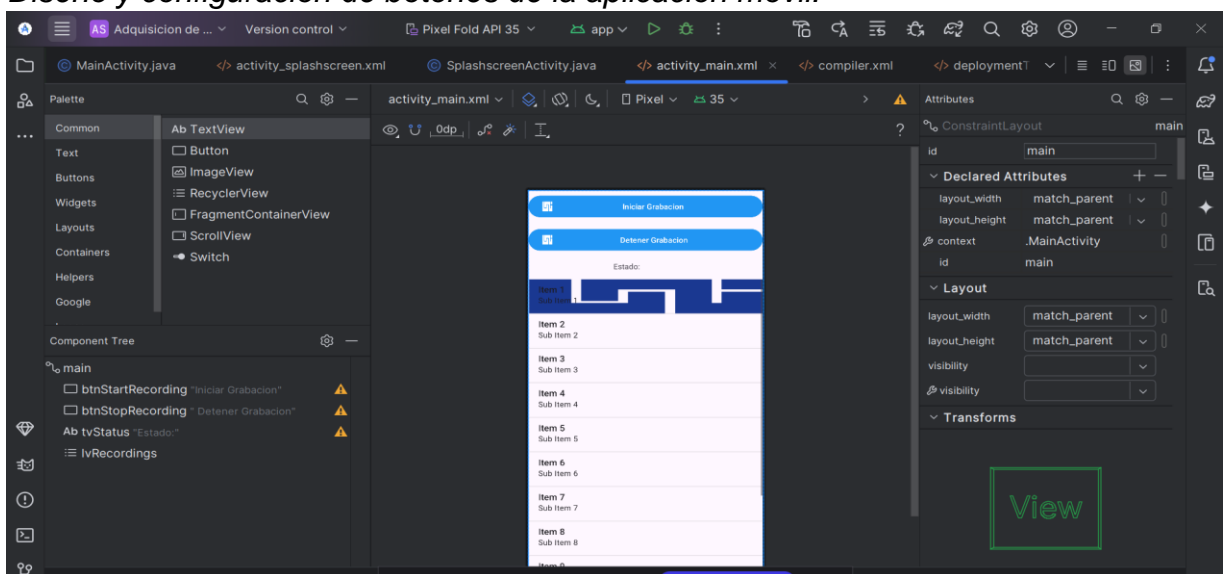 Diseño y configuración de botones de la aplicación móvil.
AS Adquisicion de ... Version control Pixel Fold API 35 app
MainActivity.java activity_splashscreen.xml SplashscreenActivity.java activity_main.xml compiler.xml deploymentT
Palette activity_main.xml Pixel 35 Attributes
Common Ab TextView 0dp ? ConstraintLayout main
Text Button id main
Buttons ImageView Declared Attributes
Widgets RecyclerView layout_width match_parent
Layouts FragmentContainerView layout_height match_parent
Containers ScrollView context .MainActivity
Helpers Switch id main
Google
Layout
layout_width match_parent
layout_height match_parent
visibility
visibility
Transforms
View
Component Tree
main
btnStartRecording "Iniciar Grabacion"
btnStopRecording " Detener Grabacion"
Ab tvStatus "Estado:"
lvRecordings
Iniciar Grabacion
Detener Grabacion
Estado:
Item 1
Sub Item 1
Item 2
Sub Item 2
Item 3
Sub Item 3
Item 4
Sub Item 4
Item 5
Sub Item 5
Item 6
Sub Item 6
Item 7
Sub Item 7
Item 8
Sub Item 8
Item 9